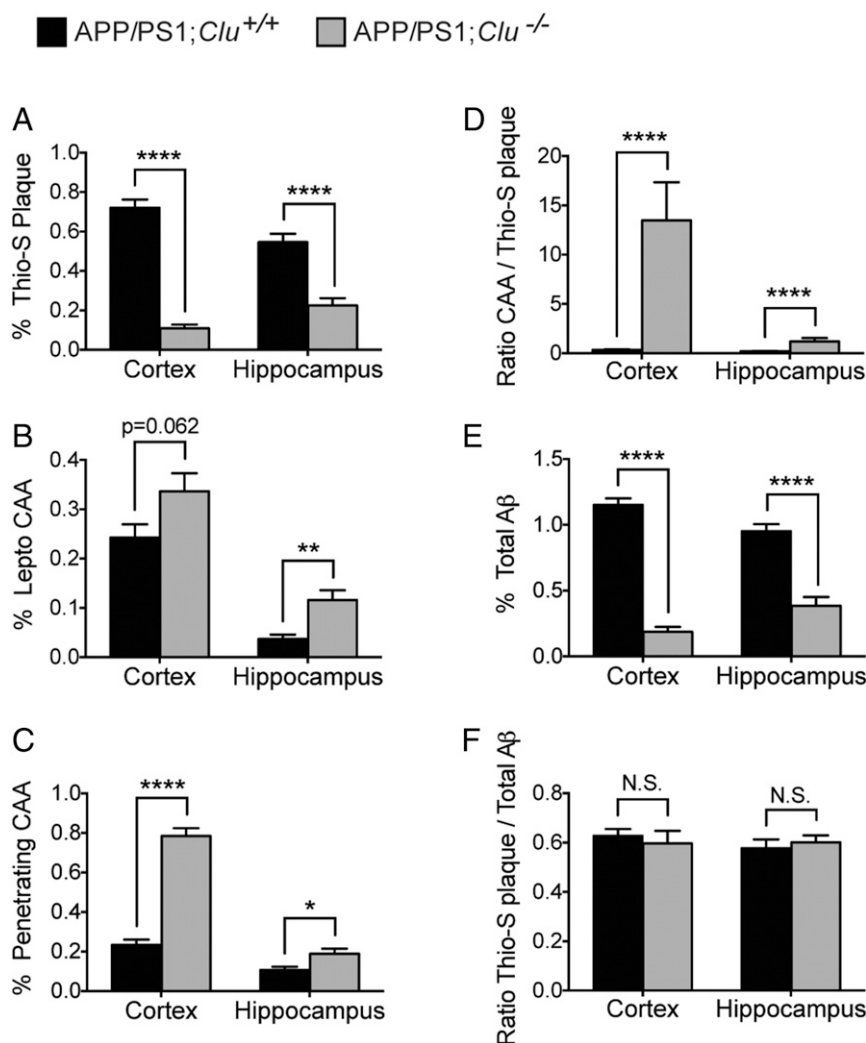 APP/PS1;Clu+/+ APP/PS1;Clu-/-
A
% Thio-S Plaque
1.0
0.8
0.6
0.4
0.2
0.0
****
****
Cortex Hippocampus
B
% Lepto CAA
0.4
0.3
0.2
0.1
0.0
p=0.062
**
Cortex Hippocampus
C
% Penetrating CAA
1.0
0.8
0.6
0.4
0.2
0.0
****
*
Cortex Hippocampus
D
Ratio CAA / Thio-S plaque
20
15
10
5
0
****
****
Cortex Hippocampus
E
% Total Aβ
1.5
1.0
0.5
0.0
****
****
Cortex Hippocampus
F
Ratio Thio-S plaque / Total Aβ
0.8
0.6
0.4
0.2
0.0
N.S.
N.S.
Cortex Hippocampus